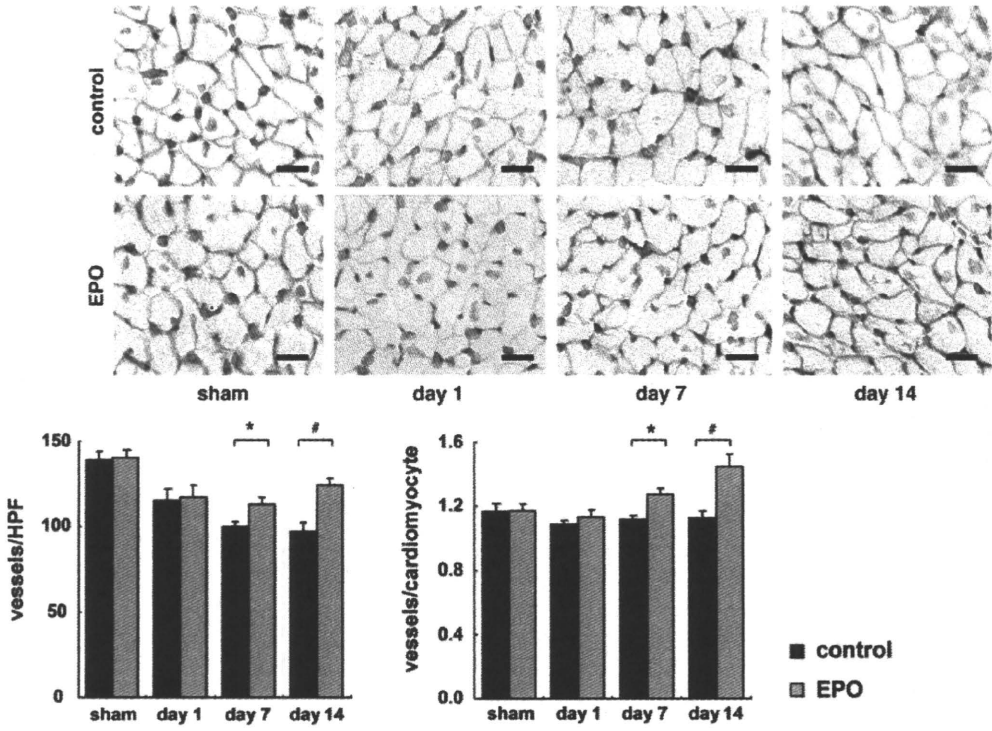 control
EPO
sham day 1 day 7 day 14
vessels/HPF
150
100
50
0
* #
sham day 1 day 7 day 14
vessels/cardiomyocyte
1.6
1.2
0.8
0.4
0.0
* #
sham day 1 day 7 day 14
control
EPO